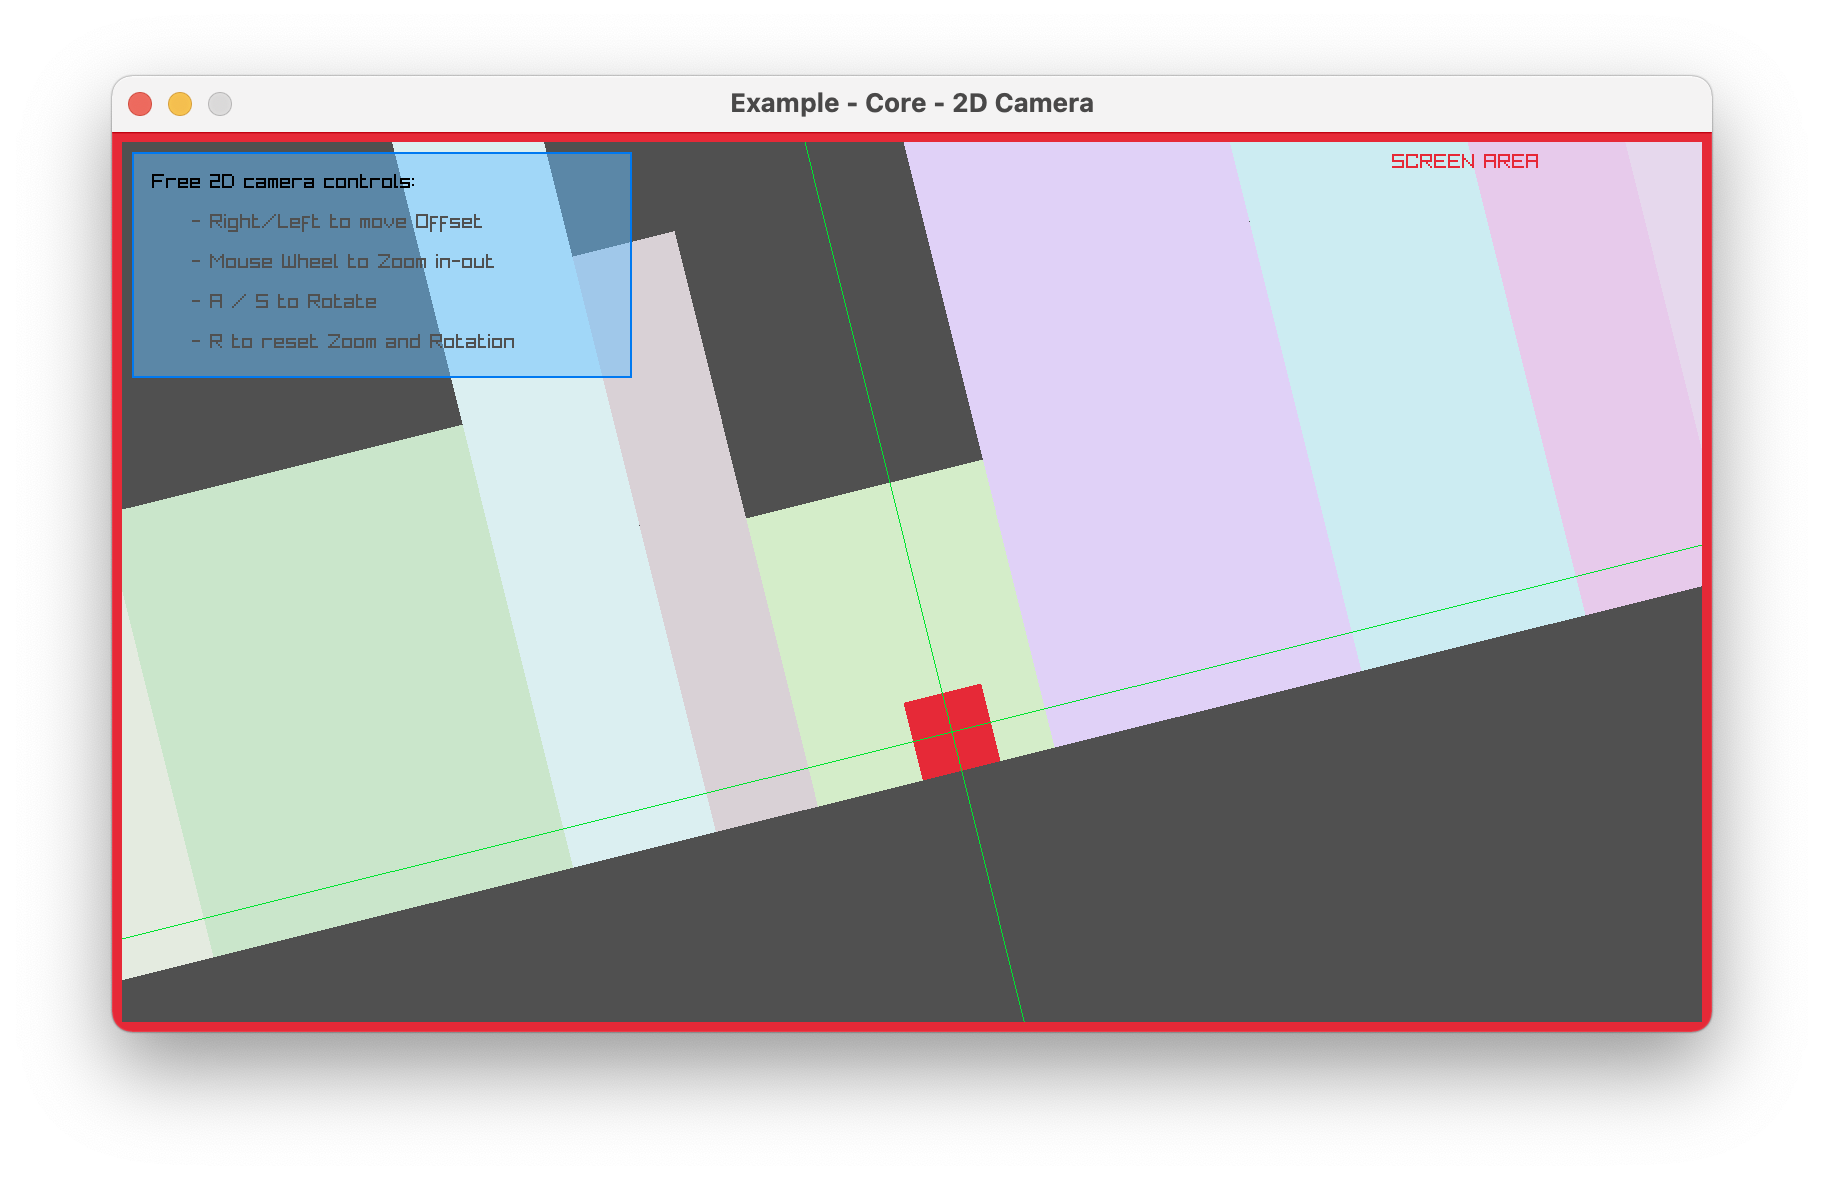 Example - Core - 2D Camera
SCREEN AREA
Free 2D camera controls:
- Right/Left to move Offset
- Mouse Wheel to Zoom in-out
- A / S to Rotate
- R to reset Zoom and Rotation